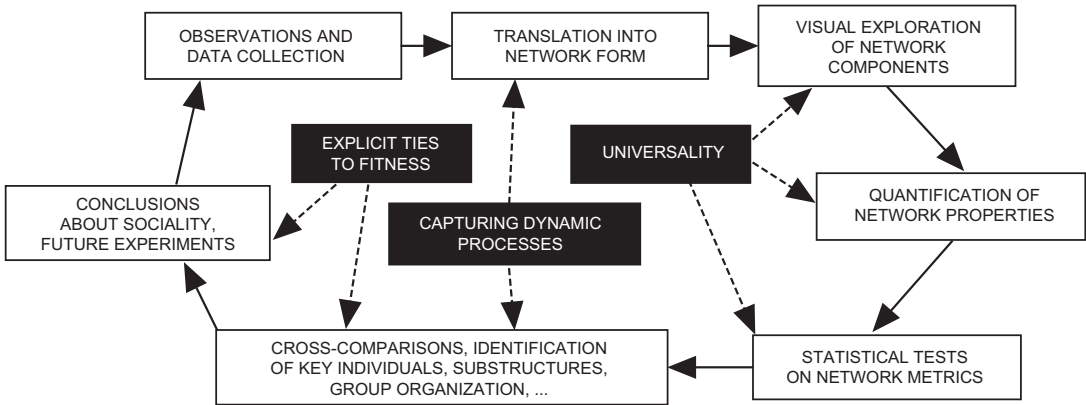 OBSERVATIONS AND
DATA COLLECTION
TRANSLATION INTO
NETWORK FORM
VISUAL EXPLORATION
OF NETWORK
COMPONENTS
EXPLICIT TIES
TO FITNESS
UNIVERSALITY
CONCLUSIONS
ABOUT SOCIALITY,
FUTURE EXPERIMENTS
CAPTURING DYNAMIC
PROCESSES
QUANTIFICATION OF
NETWORK PROPERTIES
CROSS-COMPARISONS, IDENTIFICATION
OF KEY INDIVIDUALS, SUBSTRUCTURES,
GROUP ORGANIZATION, ...
STATISTICAL TESTS
ON NETWORK METRICS